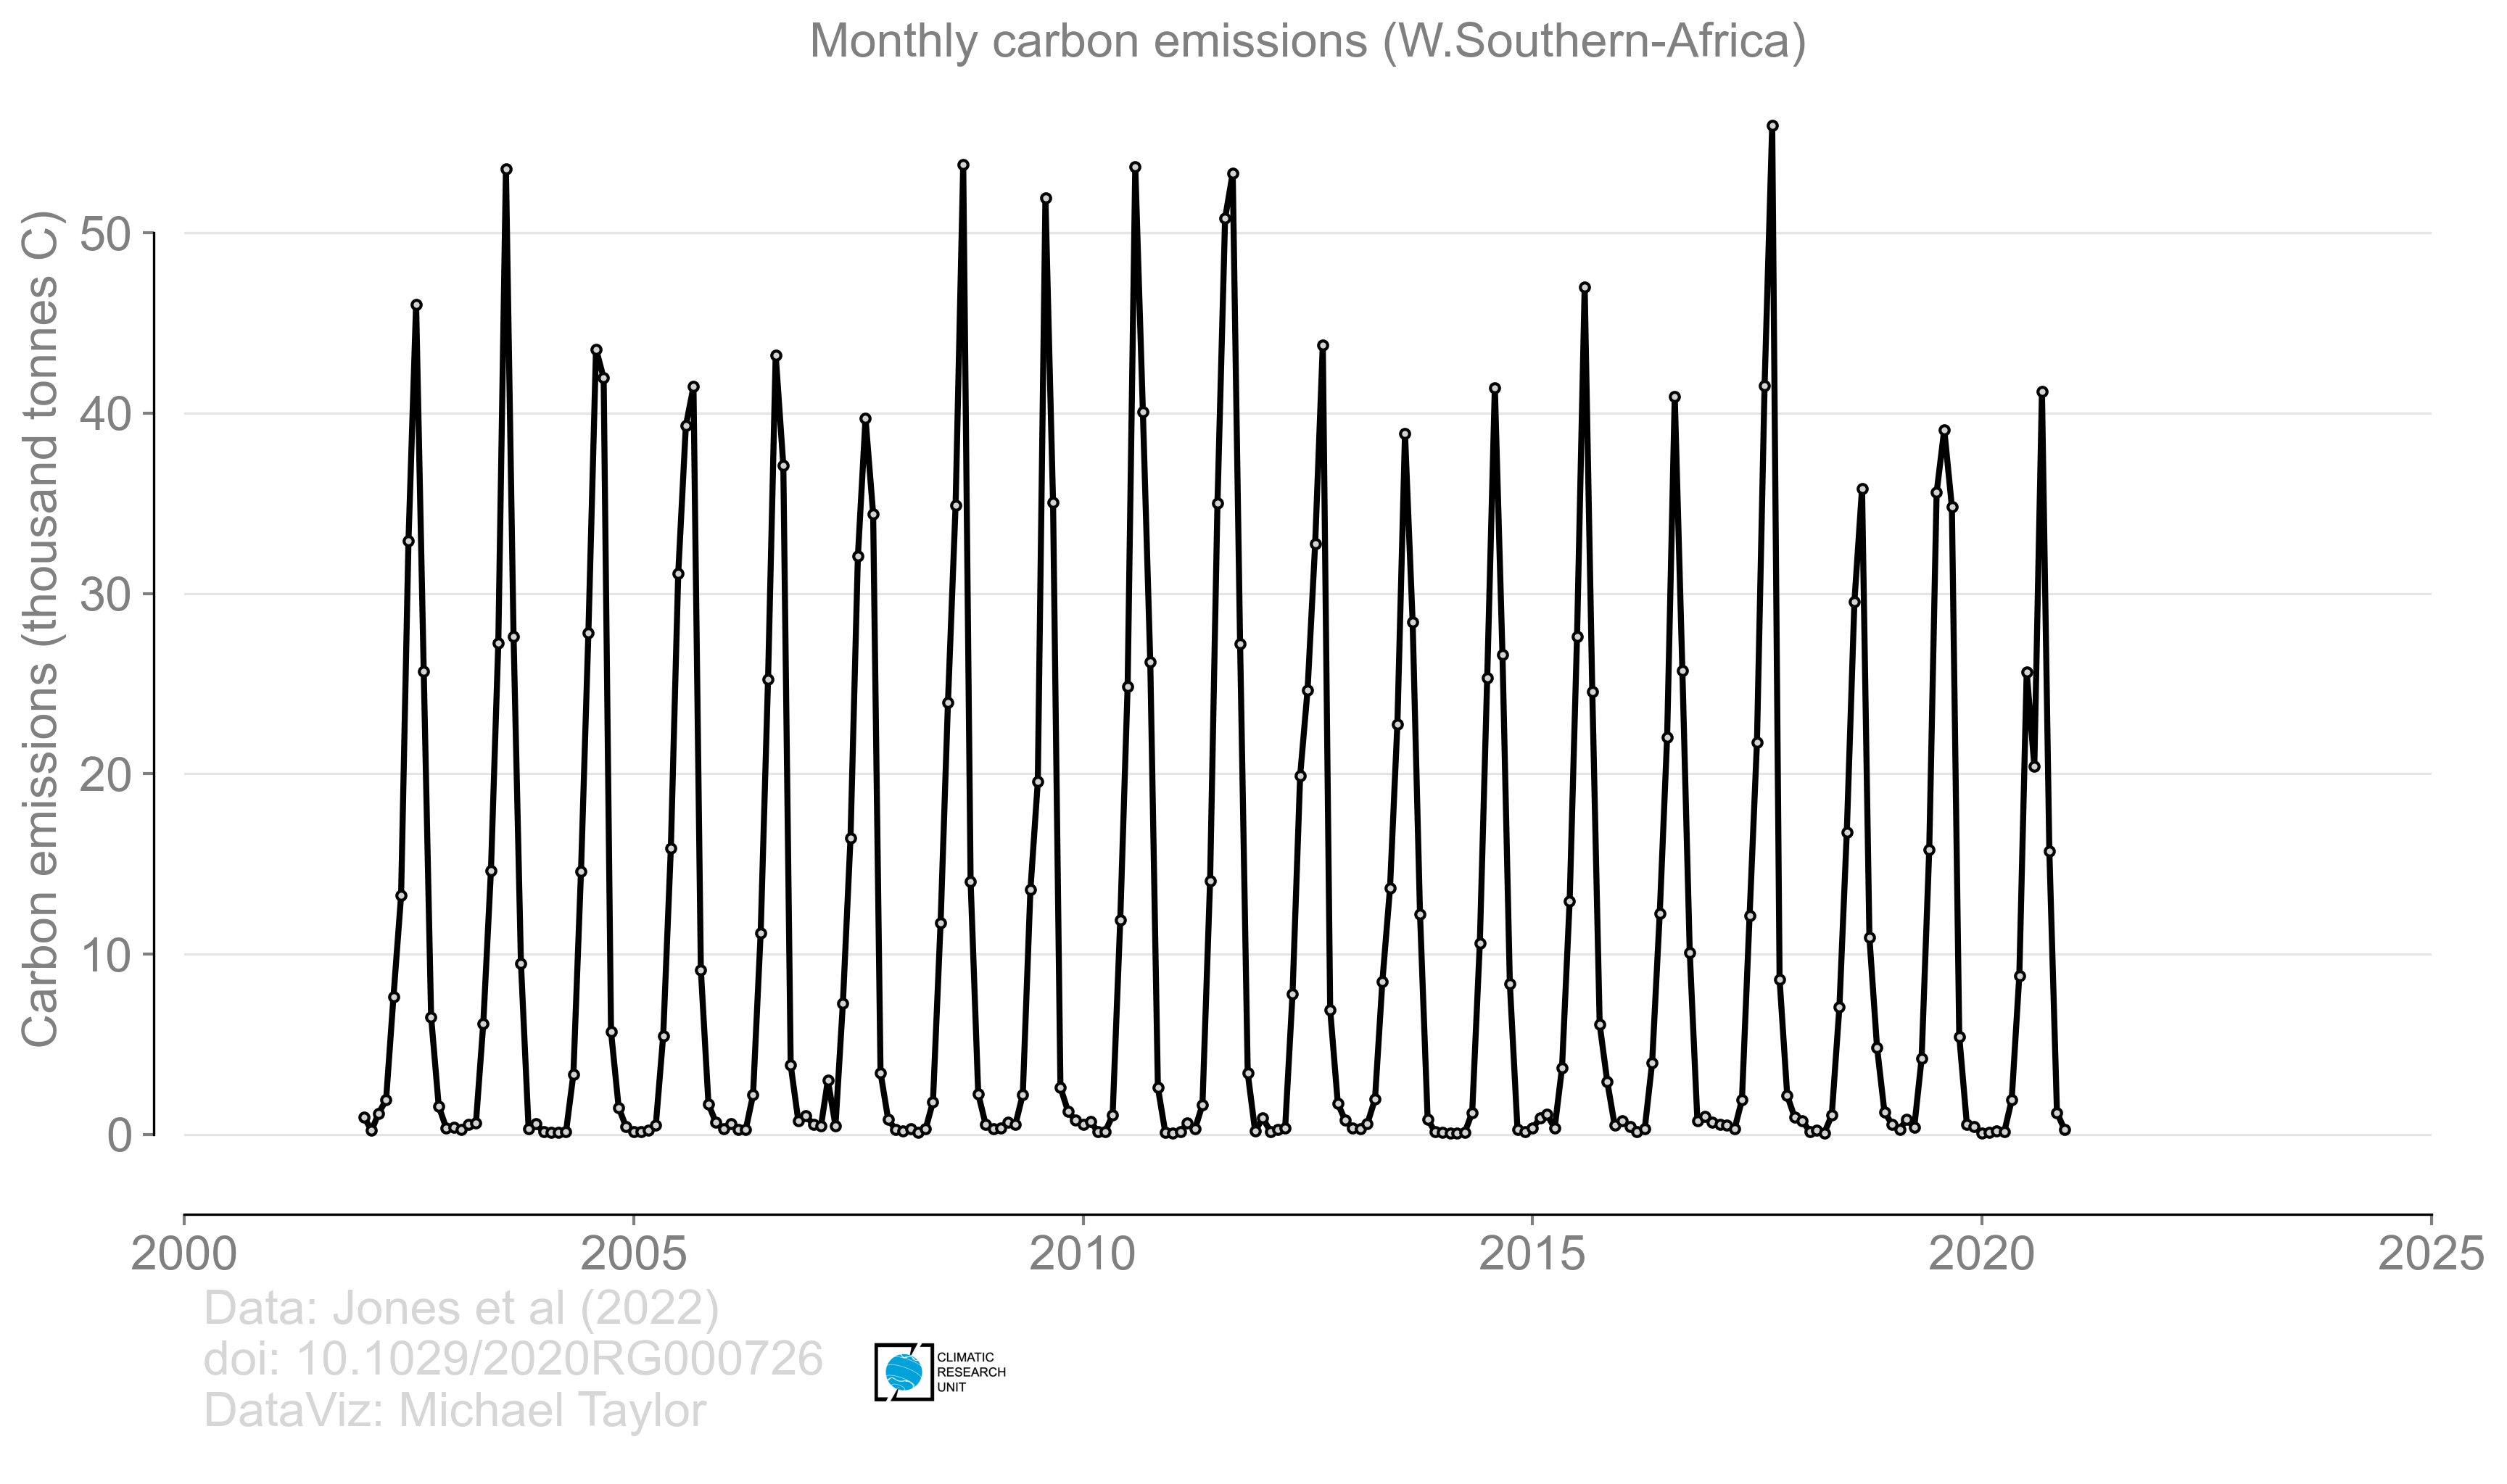 Monthly carbon emissions (W.Southern-Africa)
Carbon emissions (thousand tonnes C)
50
40
30
20
10
0
2000 2005 2010 2015 2020 2025
Data: Jones et al (2022)
doi: 10.1029/2020RG000726
DataViz: Michael Taylor
CLIMATIC
RESEARCH
UNIT